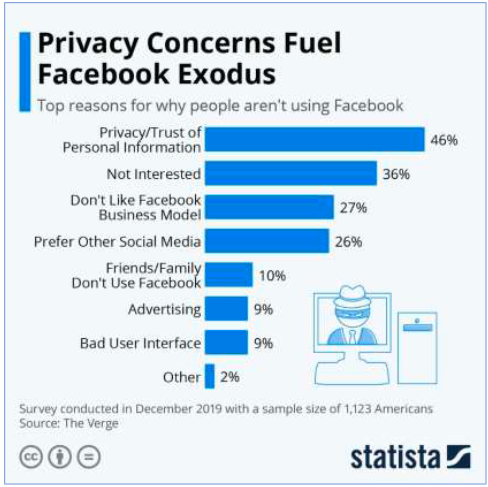 Privacy Concerns Fuel
Facebook Exodus
Top reasons for why people aren't using Facebook
Privacy/Trust of
Personal Information
46%
Not Interested
36%
Don't Like Facebook
Business Model
27%
Prefer Other Social Media
26%
Friends/Family
Don't Use Facebook
10%
Advertising
9%
Bad User Interface
9%
Other
2%
Survey conducted in December 2019 with a sample size of 1,123 Americans
Source: The Verge
cc
statista